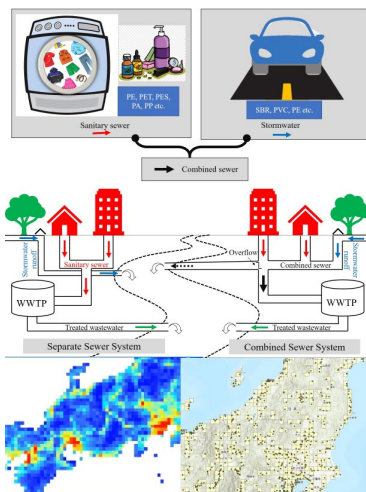 PE, PET, PES,
PA, PP etc.
SBR, PVC, PE etc.
Sanitary sewer
Stormwater
Combined sewer
Stormwater
runoff
Sanitary sewer
Overflow
Combined sewer
Stormwater
runoff
WWTP
WWTP
Treated wastewater
Treated wastewater
Separate Sewer System
Combined Sewer System